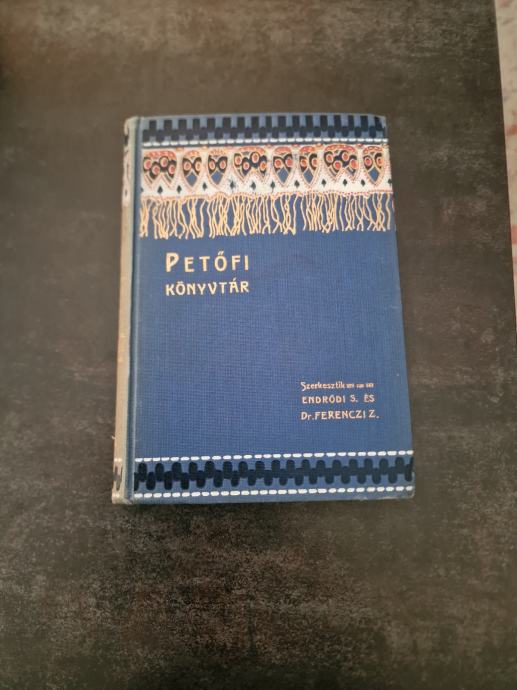 PETŐFI
KÖNYVTÁR
Szerkesztik
ENDRŐDI S. ÉS
Dr. FERENCZI Z.